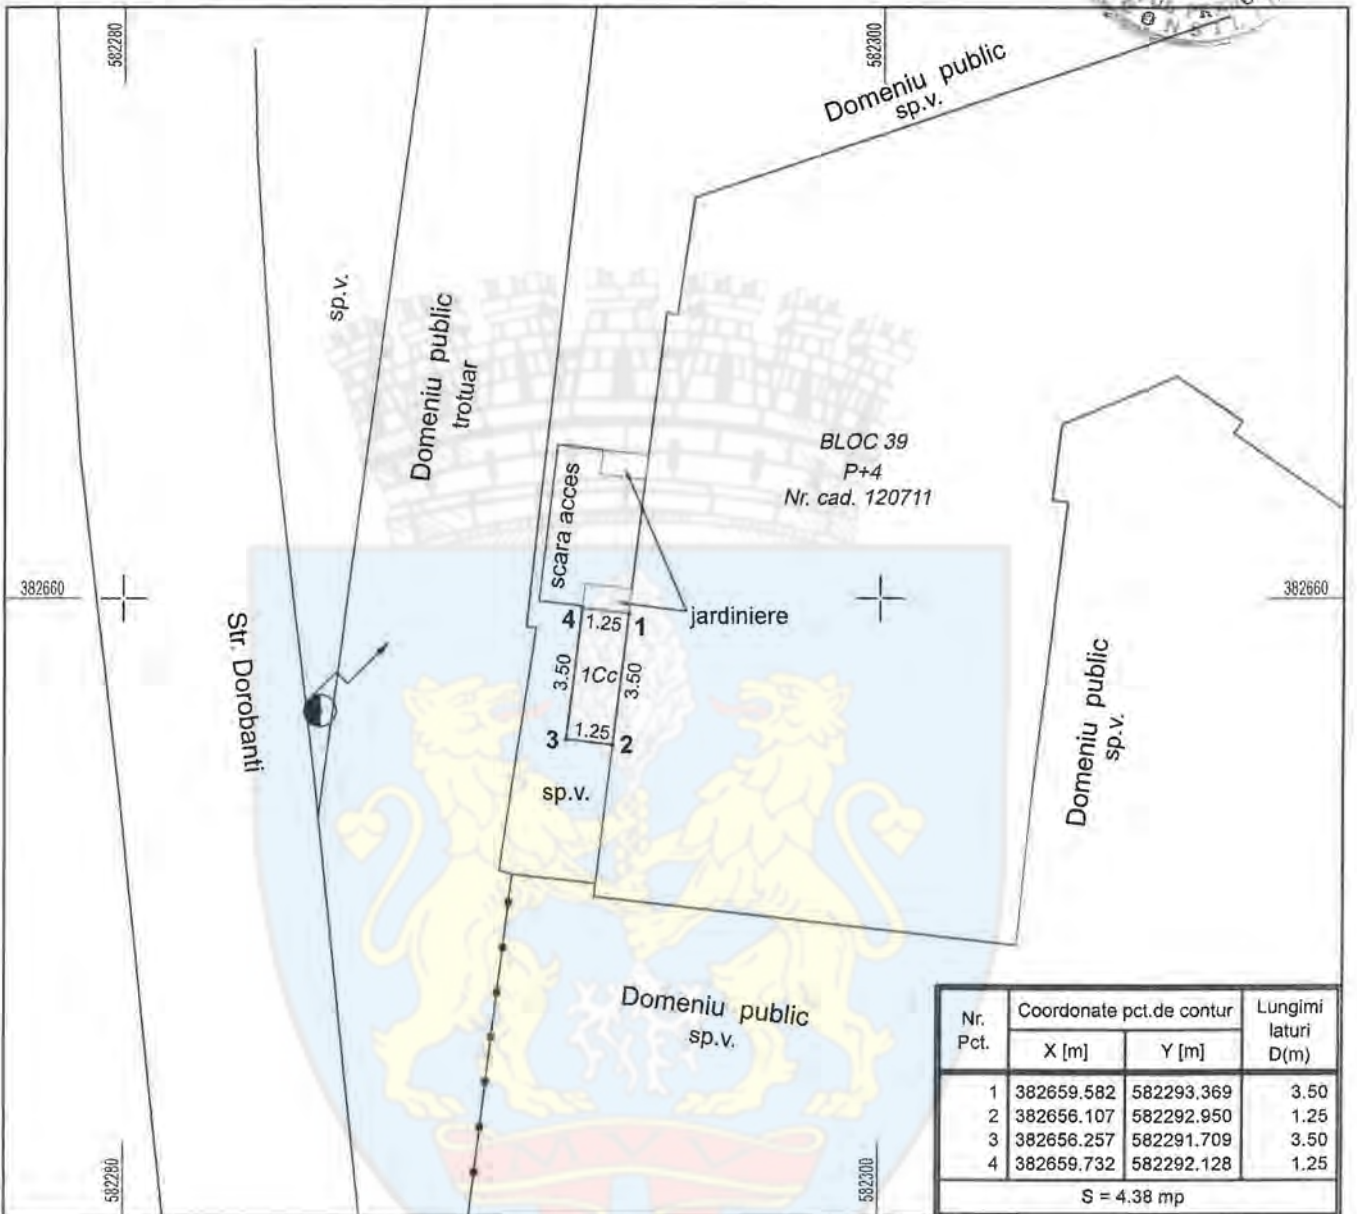 582280
582300
Domeniu public
sp.v.
sp.v.
Domeniu public
trotuar
BLOC 39
P+4
Nr. cad. 120711
scara acces
382660
382660
jardiniere
4
1.25
1
3.50
1Cc
3.50
1.25
3
2
Str. Dorobanti
sp.v.
Domeniu public
sp.v.
Domeniu public
sp.v.
Nr. Pct. Coordonate pct.de contur Lungimi laturi D(m)
X [m] Y [m]
1 382659.582 582293.369 3.50
2 382656.107 582292.950 1.25
3 382656.257 582291.709 3.50
4 382659.732 582292.128 1.25
S = 4.38 mp
582280
582300